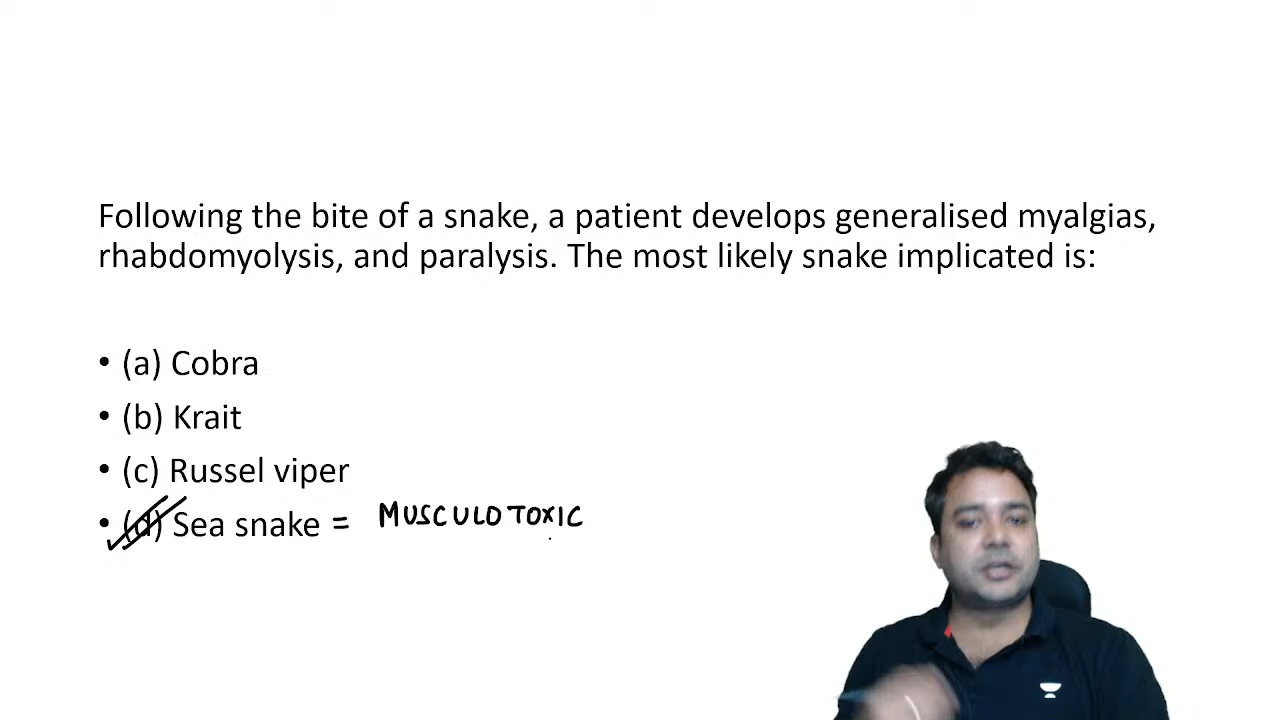 Following the bite of a snake, a patient develops generalised myalgias,
rhabdomyolysis, and paralysis. The most likely snake implicated is:
• (a) Cobra
• (b) Krait
• (c) Russel viper
• (d) Sea snake = MUSCULOTOXIC